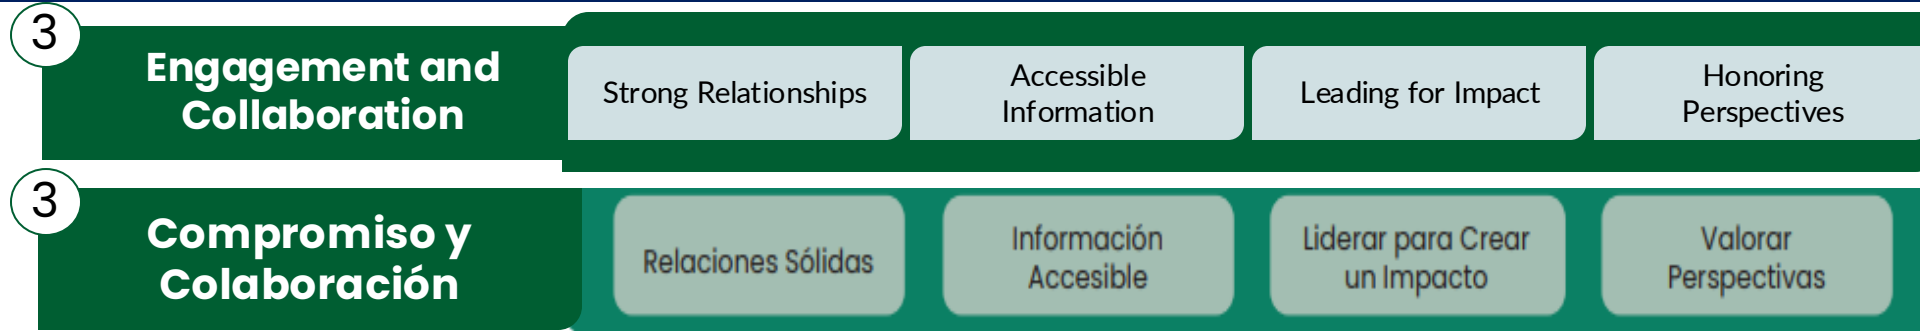 3
Engagement and
Collaboration
Strong Relationships
Accessible
Information
Leading for Impact
Honoring
Perspectives
3
Compromiso y
Colaboración
Relaciones Sólidas
Información
Accesible
Liderar para Crear
un Impacto
Valorar
Perspectivas